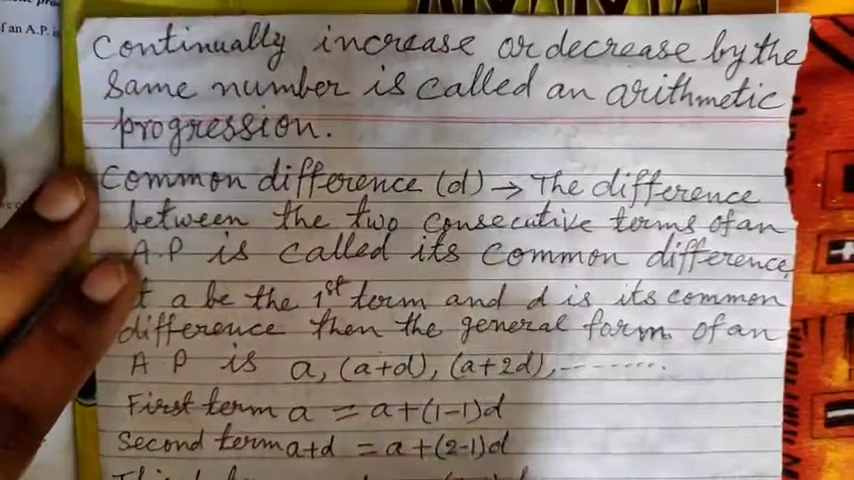 f an A.P. is
Continually increase or decrease by the
same number is called an arithmetic
progression.
Common difference (d) → The difference
between the two consecutive terms of an
A.P is called its common difference.
a be the 1st term and d is its common
difference then the general form of an
A P is a, (a+d), (a+2d), --------.
First term a = a+(1-1)d
Second term a+d = a+(2-1)d